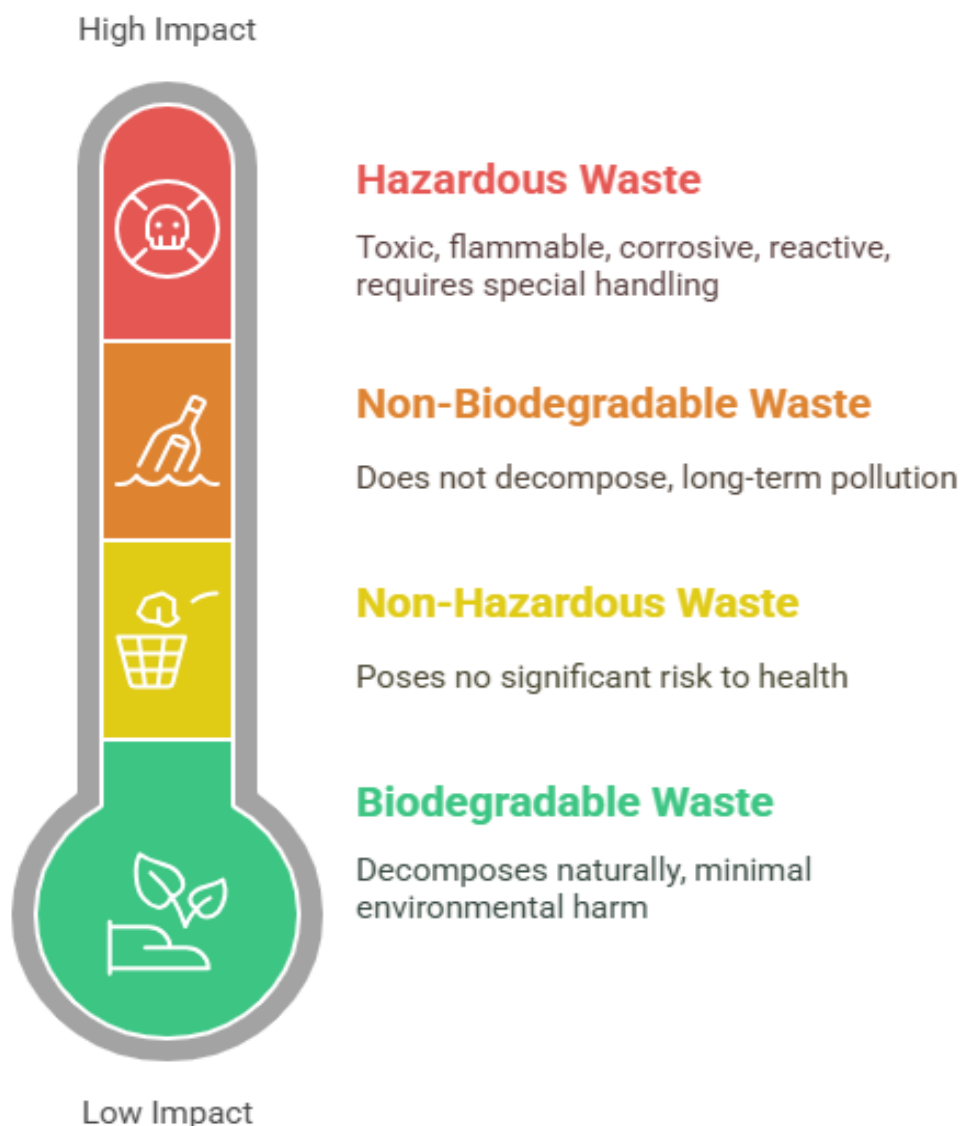 High Impact
Hazardous Waste
Toxic, flammable, corrosive, reactive,
requires special handling
Non-Biodegradable Waste
Does not decompose, long-term pollution
Non-Hazardous Waste
Poses no significant risk to health
Biodegradable Waste
Decomposes naturally, minimal
environmental harm
Low Impact